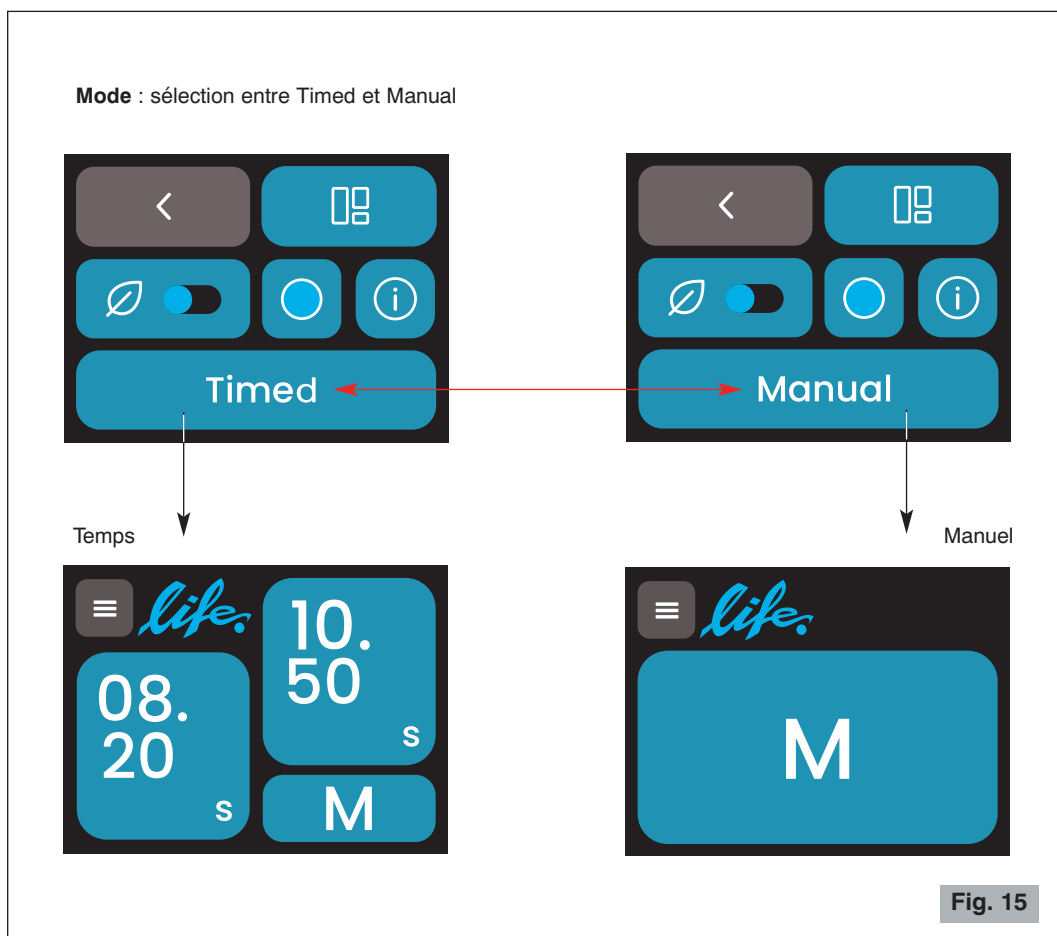 Mode : sélection entre Timed et Manual
Timed
Manual
Temps
Manuel
life.
10.
50
s
08.
20
s
M
life.
M
Fig. 15